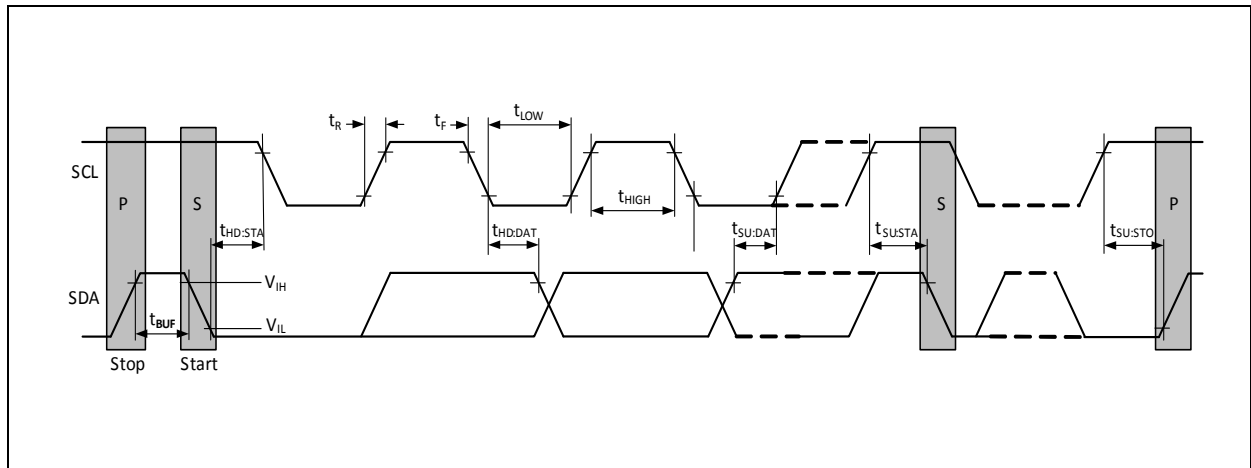 t_R
t_F
t_LOW
SCL
P
S
t_HIGH
S
P
t_HD:STA
t_HD:DAT
t_SU:DAT
t_SU:STA
t_SU:STO
V_IH
SDA
t_BUF
V_IL
Stop
Start